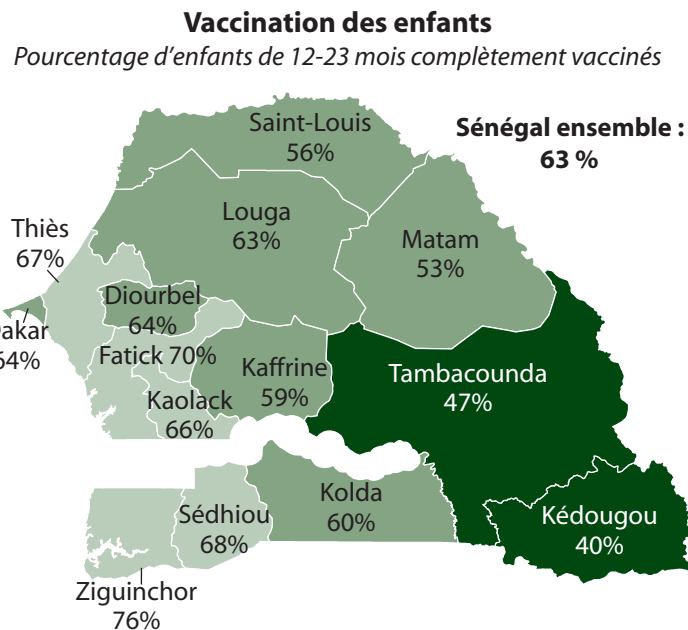 Vaccination des enfants
Pourcentage d’enfants de 12-23 mois complètement vaccinés
Sénégal ensemble :
63 %
Saint-Louis
56%
Louga
63%
Matam
53%
Thiès
67%
Diourbel
64%
akar
64%
Fatick 70%
Kaffrine
59%
Kaolack
66%
Tambacounda
47%
Sédhiou
68%
Kolda
60%
Kédougou
40%
Ziguinchor
76%